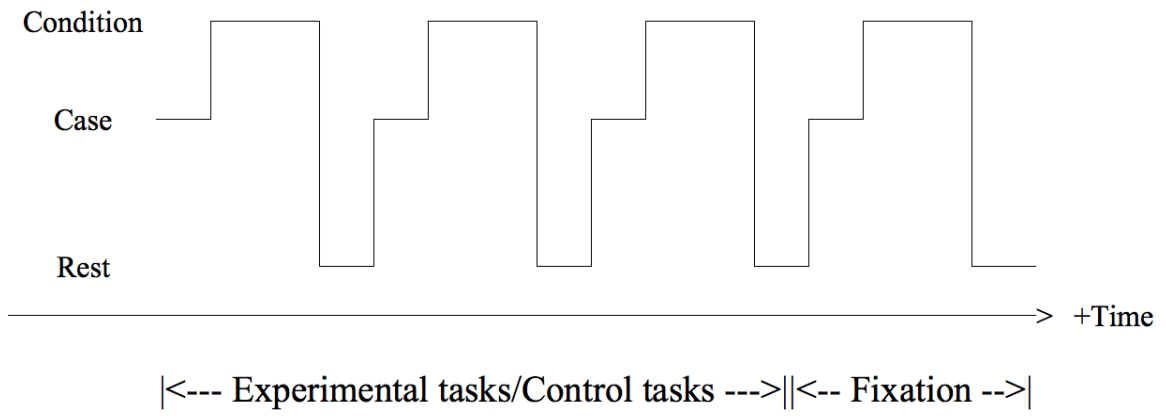 Condition
Case
Rest
> +Time
|<--- Experimental tasks/Control tasks --->||<-- Fixation -->|